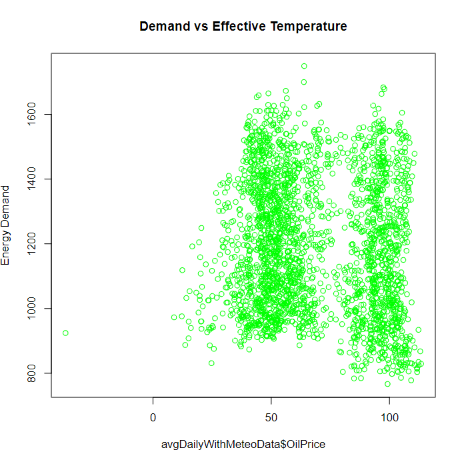 Demand vs Effective Temperature
Energy Demand
1600
1400
1200
1000
800
0 50 100
avgDailyWithMeteoData$OilPrice